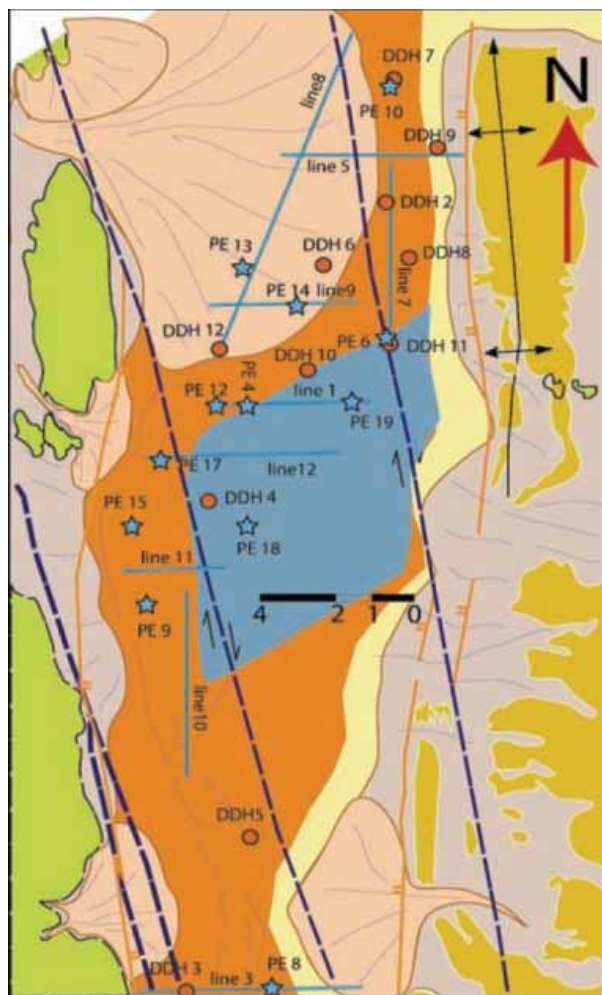 DDH 7
line8
N
PE 10
DDH 9
line 5
DDH 2
PE 13
DDH 6
DDH8
line 7
PE 14
line9
DDH 12
PE 6
DDH 11
DDH 10
PE 4
PE 12
line 1
PE 19
PE 17
line12
PE 15
DDH 4
PE 18
line 11
4 2 1 0
PE 9
line10
DDH5
DDH 3
line 3
PE 8